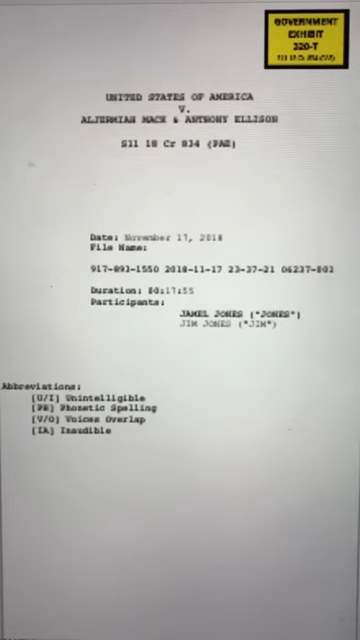 GOVERNMENT
EXHIBIT
320-T
UNITED STATES OF AMERICA
V.
ALJERMIAH MACK & ANTHONY ELLISON
S11 18 Cr 834 (PAE)
Date: November 17, 2018
File Name:
917-893-1550 2018-11-17 23-37-21 06237-001
Duration: 00:17:55
Participants:
JAMEL JONES ("JONES")
JIM JONES ("JIM")
Abbreviations:
[U/I] Unintelligible
[PH] Phonetic Spelling
[V/O] Voices Overlap
[IA] Inaudible